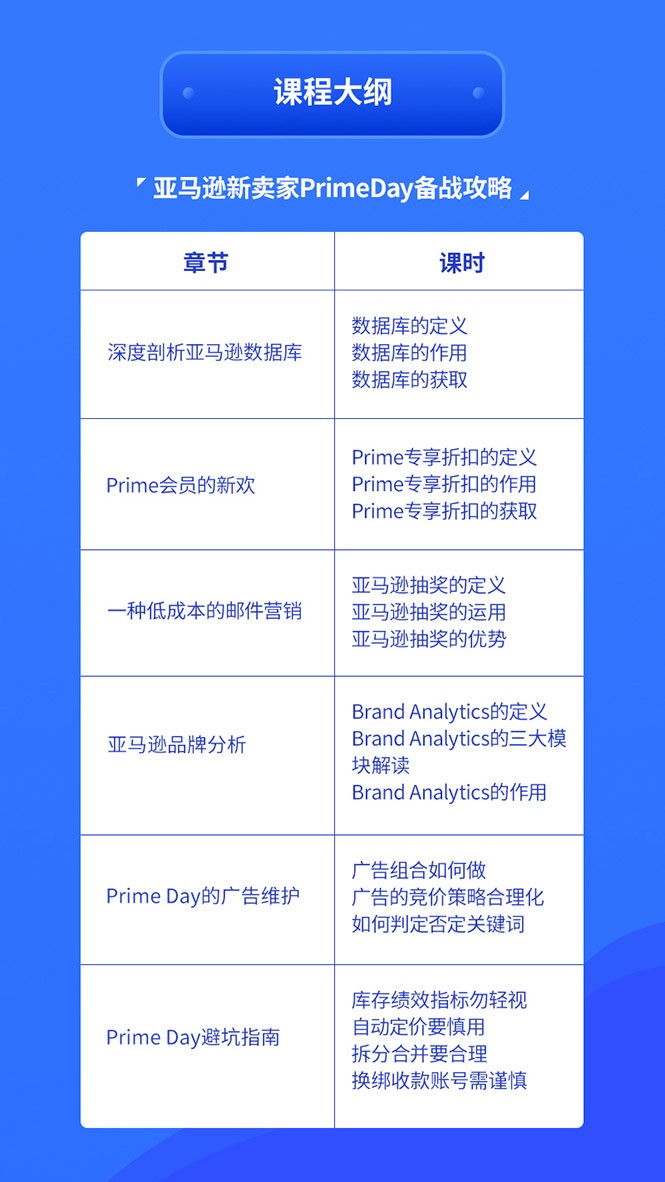 课程大纲
亚马逊新卖家PrimeDay备战攻略
章节
课时
深度剖析亚马逊数据库
数据库的定义
数据库的作用
数据库的获取
Prime会员的新欢
Prime专享折扣的定义
Prime专享折扣的作用
Prime专享折扣的获取
一种低成本的邮件营销
亚马逊抽奖的定义
亚马逊抽奖的运用
亚马逊抽奖的优势
亚马逊品牌分析
Brand Analytics的定义
Brand Analytics的三大模
块解读
Brand Analytics的作用
Prime Day的广告维护
广告组合如何做
广告的竞价策略合理化
如何判定否定关键词
Prime Day避坑指南
库存绩效指标勿轻视
自动定价要慎用
拆分合并要合理
换绑收款账号需谨慎